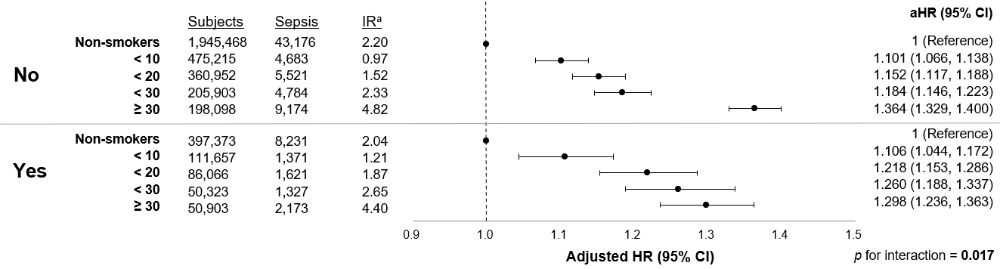 Subjects Sepsis IRᵃ aHR (95% CI)
No
Non-smokers 1,945,468 43,176 2.20 1 (Reference)
< 10 475,215 4,683 0.97 1.101 (1.066, 1.138)
< 20 360,952 5,521 1.52 1.152 (1.117, 1.188)
< 30 205,903 4,784 2.33 1.184 (1.146, 1.223)
≥ 30 198,098 9,174 4.82 1.364 (1.329, 1.400)
Yes
Non-smokers 397,373 8,231 2.04 1 (Reference)
< 10 111,657 1,371 1.21 1.106 (1.044, 1.172)
< 20 86,066 1,621 1.87 1.218 (1.153, 1.286)
< 30 50,323 1,327 2.65 1.260 (1.188, 1.337)
≥ 30 50,903 2,173 4.40 1.298 (1.236, 1.363)
0.9 1.0 1.1 1.2 1.3 1.4 1.5
Adjusted HR (95% CI)
p for interaction = 0.017